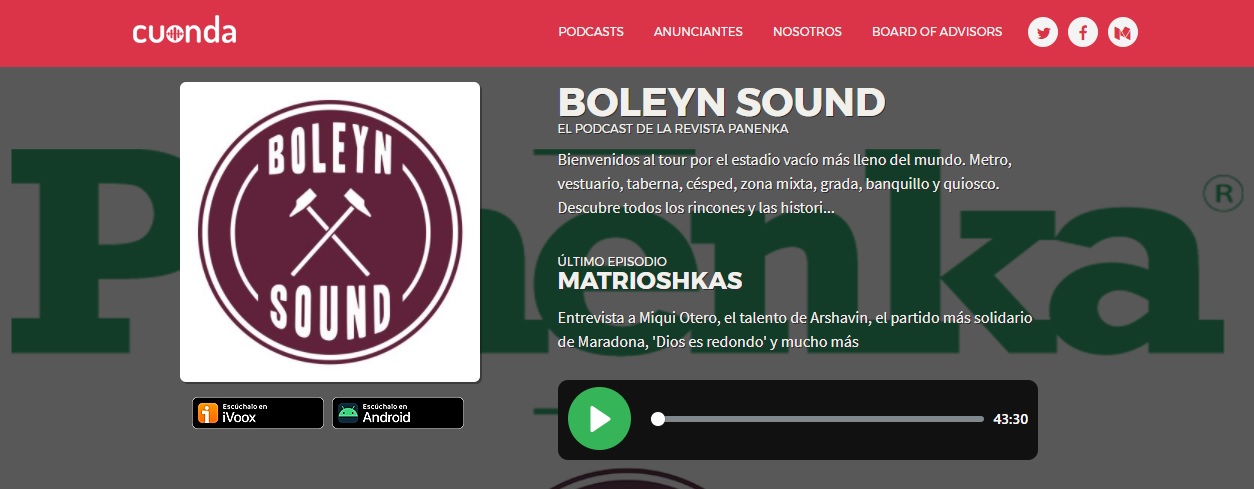 cuonda
PODCASTS
ANUNCIANTES
NOSOTROS
BOARD OF ADVISORS
BOLEYN
SOUND
Escúchalo en
iVoox
Escúchalo en
Android
BOLEYN SOUND
EL PODCAST DE LA REVISTA PANENKA
Bienvenidos al tour por el estadio vacío más lleno del mundo. Metro,
vestuario, taberna, césped, zona mixta, grada, banquillo y quiosco.
Descubre todos los rincones y las histori...
ÚLTIMO EPISODIO
MATRIOSHKAS
Entrevista a Miqui Otero, el talento de Arshavin, el partido más solidario
de Maradona, 'Dios es redondo' y mucho más
43:30
Panenka®